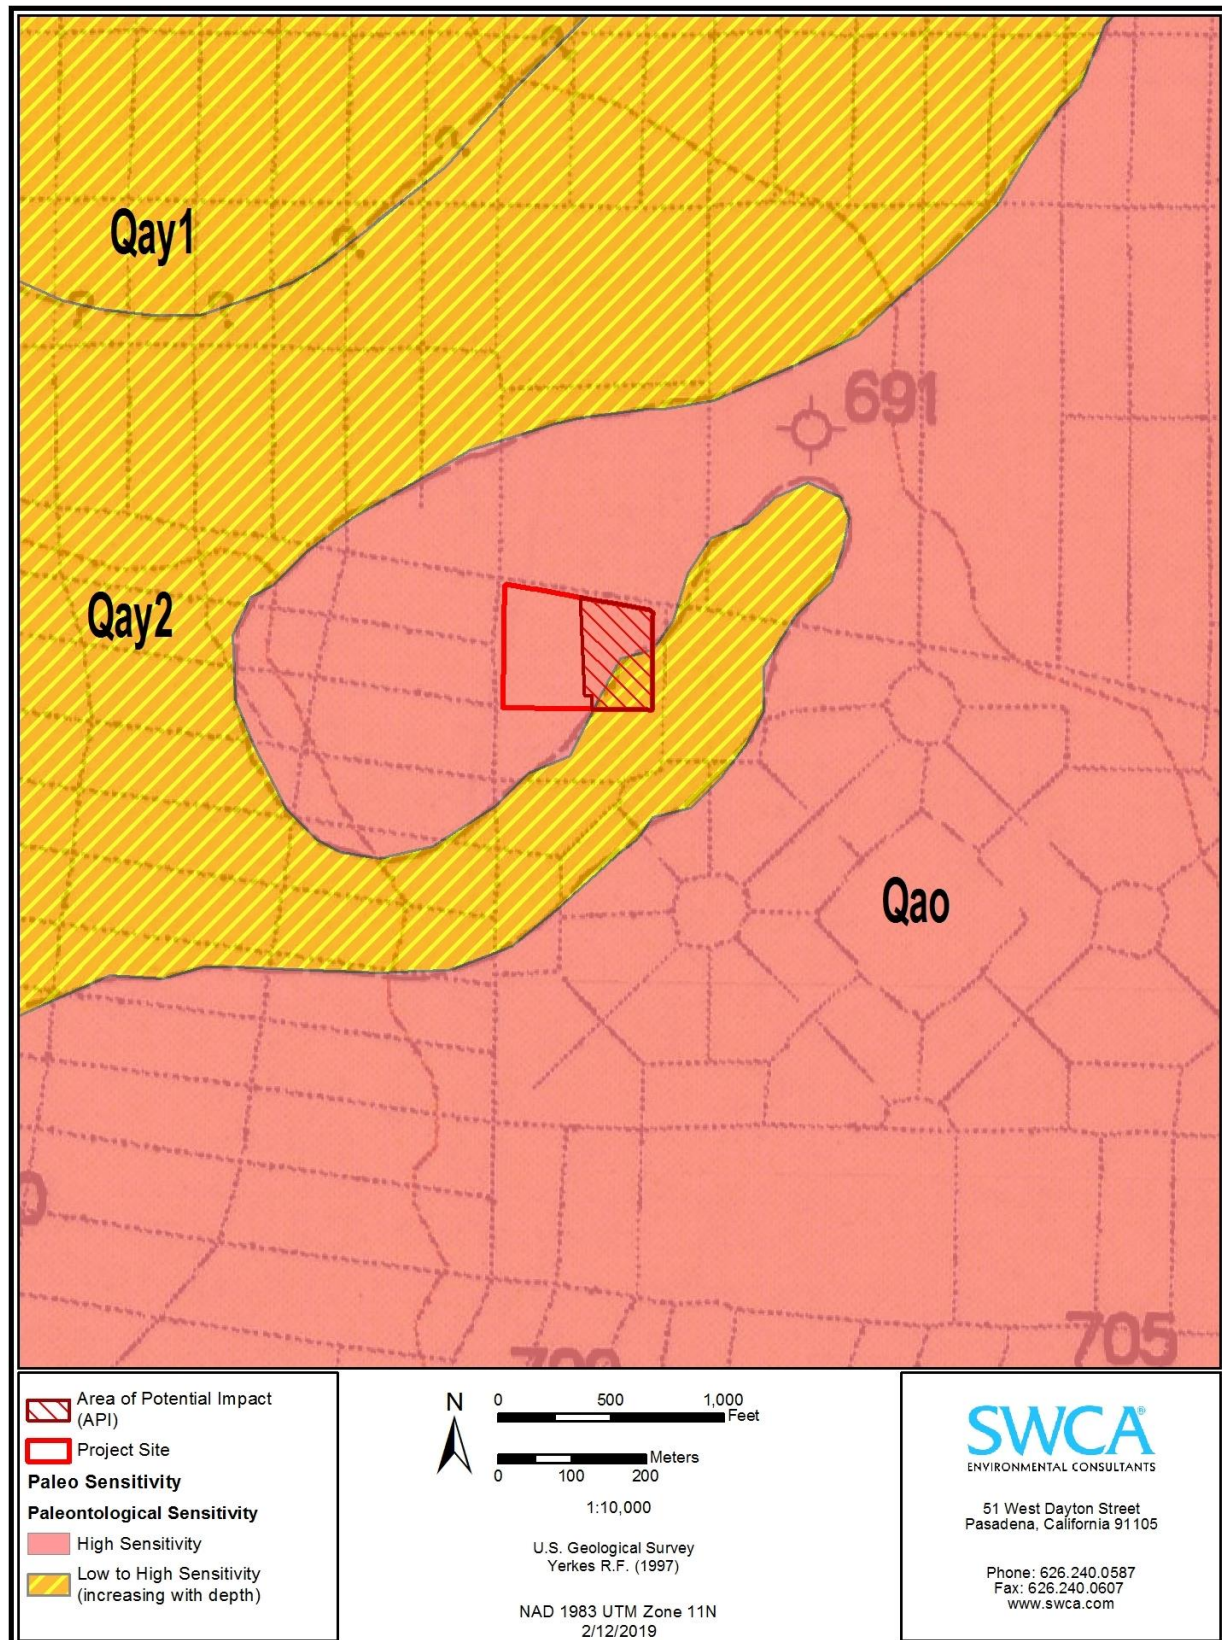 ?
?
Qay1
?
?
?
691
Qay2
Qao
0
705
700
Area of Potential Impact
(API)
Project Site
Paleo Sensitivity
Paleontological Sensitivity
High Sensitivity
Low to High Sensitivity
(increasing with depth)
N
0 500 1,000
Feet
Meters
0 100 200
1:10,000
U.S. Geological Survey
Yerkes R.F. (1997)
NAD 1983 UTM Zone 11N
2/12/2019
SWCA®
ENVIRONMENTAL CONSULTANTS
51 West Dayton Street
Pasadena, California 91105
Phone: 626.240.0587
Fax: 626.240.0607
www.swca.com